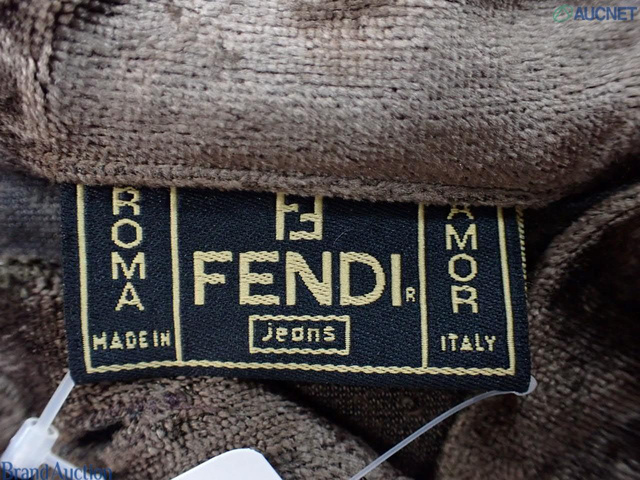 AUCNET
ROMA
FF
FENDI R
jeans
AMOR
MADE IN
ITALY
Brand Auction